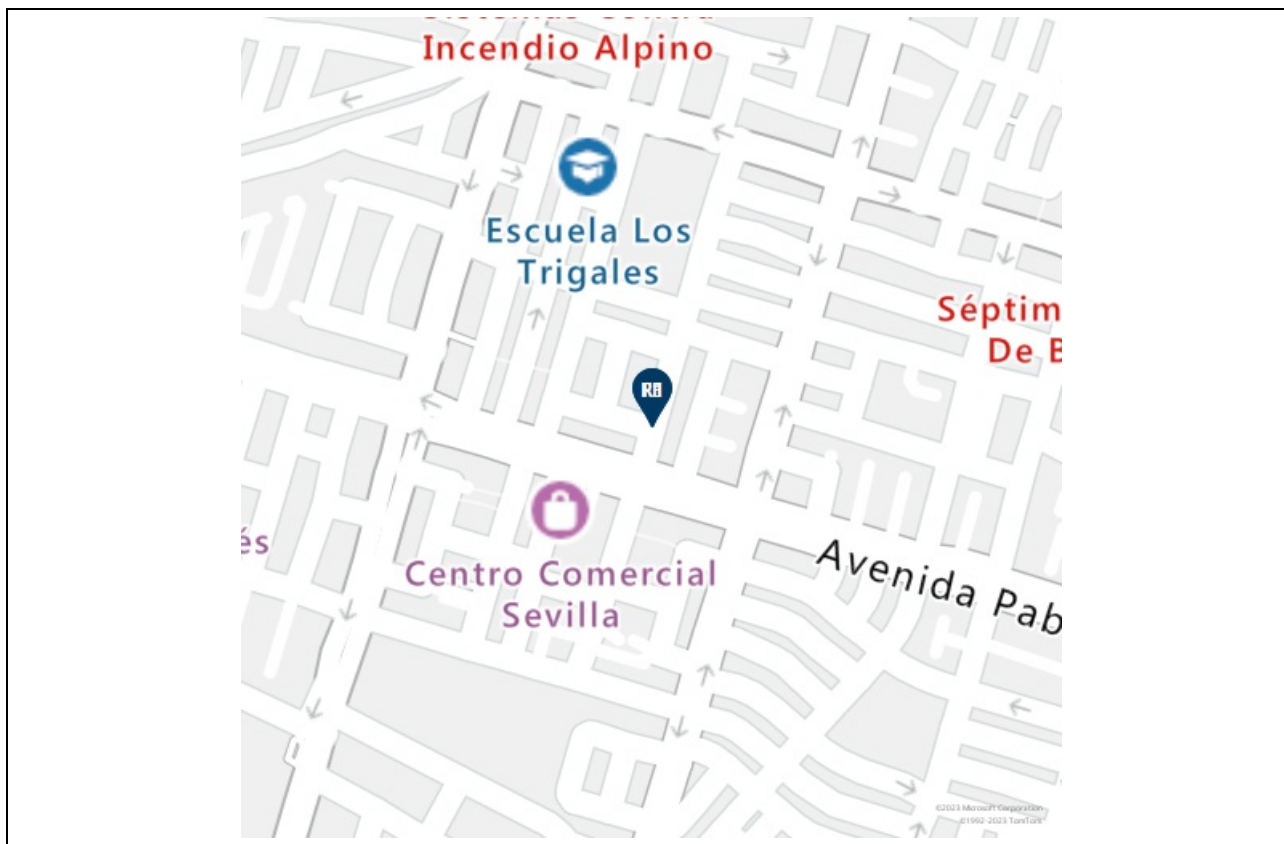 Incendio Alpino
Escuela Los
Trigales
Séptim
De B
Centro Comercial
Sevilla
és
Avenida Pab
©2023 Microsoft Corporation
©1992-2023 TomTom